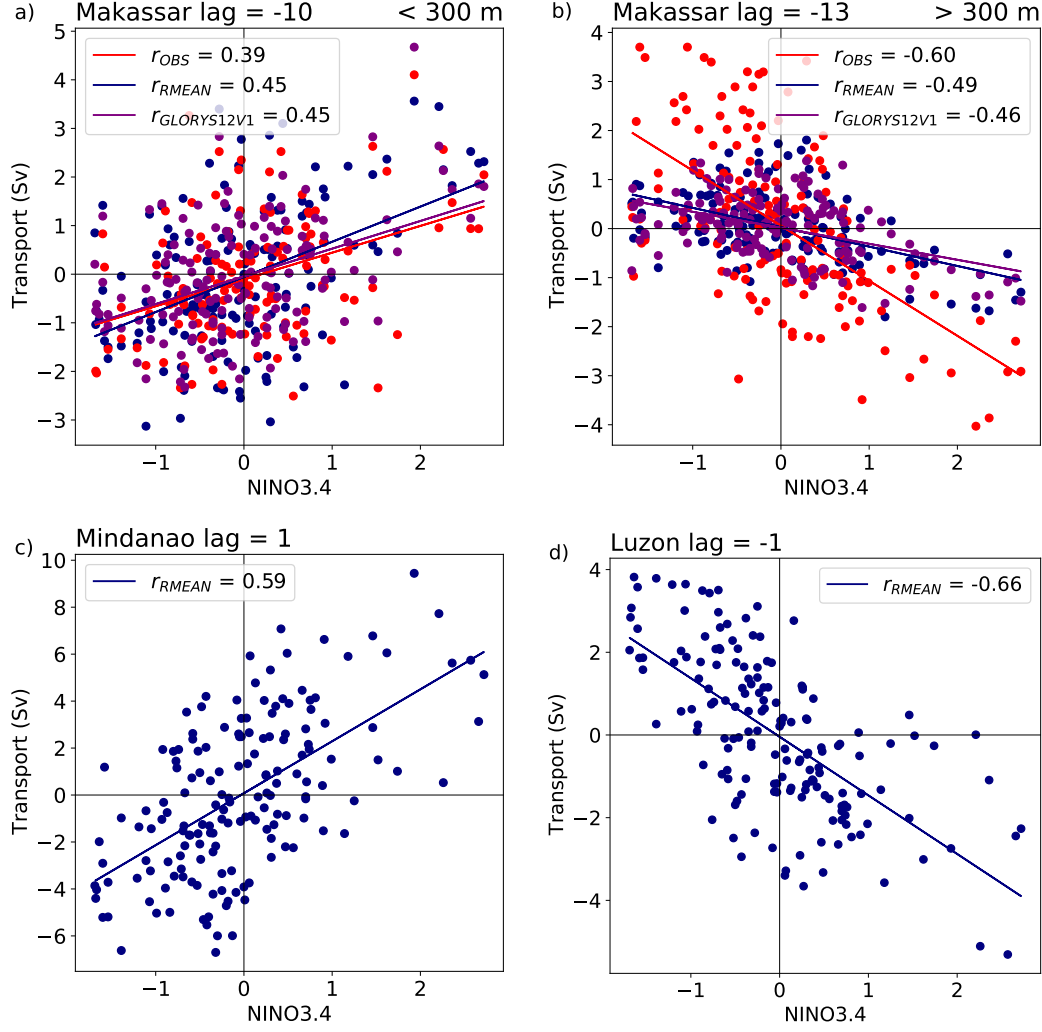 a) Makassar lag = -10 < 300 m
r_OBS = 0.39
r_RMEAN = 0.45
r_GLORYS12V1 = 0.45
5
4
3
2
1
0
−1
−2
−3
Transport (Sv)
−1 0 1 2
NINO3.4
b) Makassar lag = -13 > 300 m
r_OBS = -0.60
r_RMEAN = -0.49
r_GLORYS12V1 = -0.46
4
3
2
1
0
−1
−2
−3
−4
Transport (Sv)
−1 0 1 2
NINO3.4
c) Mindanao lag = 1
r_RMEAN = 0.59
10
8
6
4
2
0
−2
−4
−6
Transport (Sv)
−1 0 1 2
NINO3.4
d) Luzon lag = -1
r_RMEAN = -0.66
4
2
0
−2
−4
Transport (Sv)
−1 0 1 2
NINO3.4